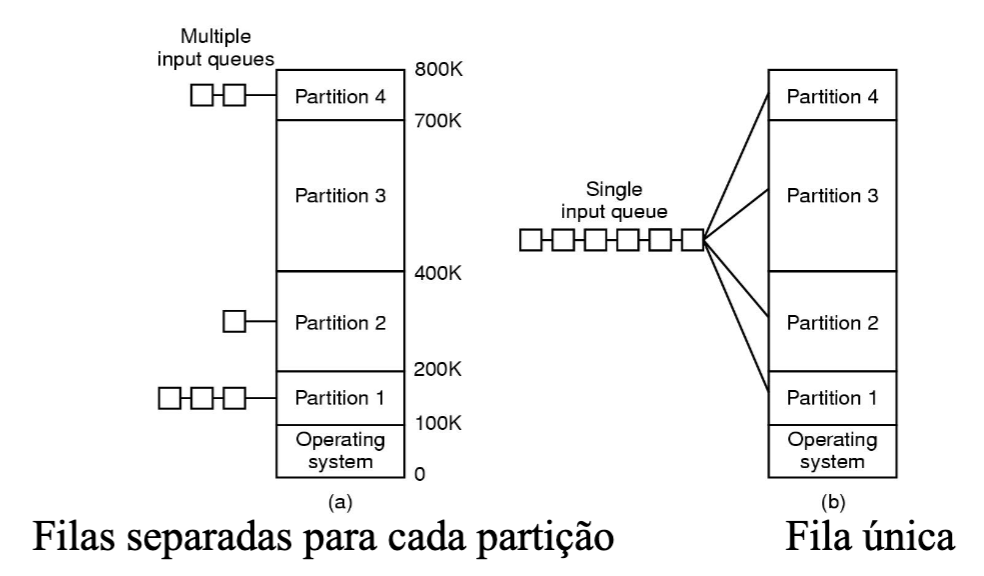 Multiple
input queues
800K
Partition 4
700K
Partition 3
400K
Partition 2
200K
Partition 1
100K
Operating
system
0
(a)
Filas separadas para cada partição
Single
input queue
Partition 4
Partition 3
Partition 2
Partition 1
Operating
system
(b)
Fila única